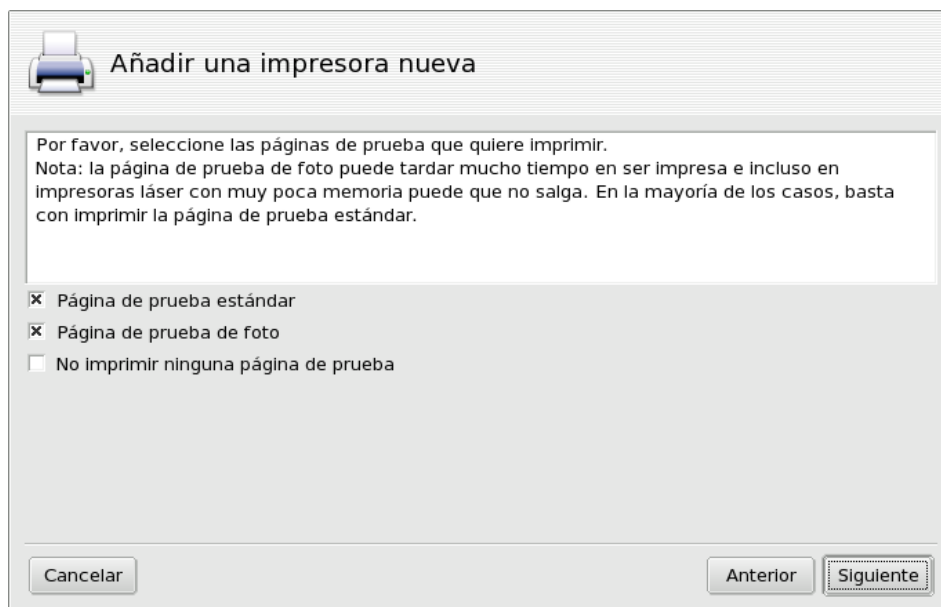 Añadir una impresora nueva
Por favor, seleccione las páginas de prueba que quiere imprimir.
Nota: la página de prueba de foto puede tardar mucho tiempo en ser impresa e incluso en
impresoras láser con muy poca memoria puede que no salga. En la mayoría de los casos, basta
con imprimir la página de prueba estándar.
Página de prueba estándar
Página de prueba de foto
No imprimir ninguna página de prueba
Cancelar
Anterior
Siguiente